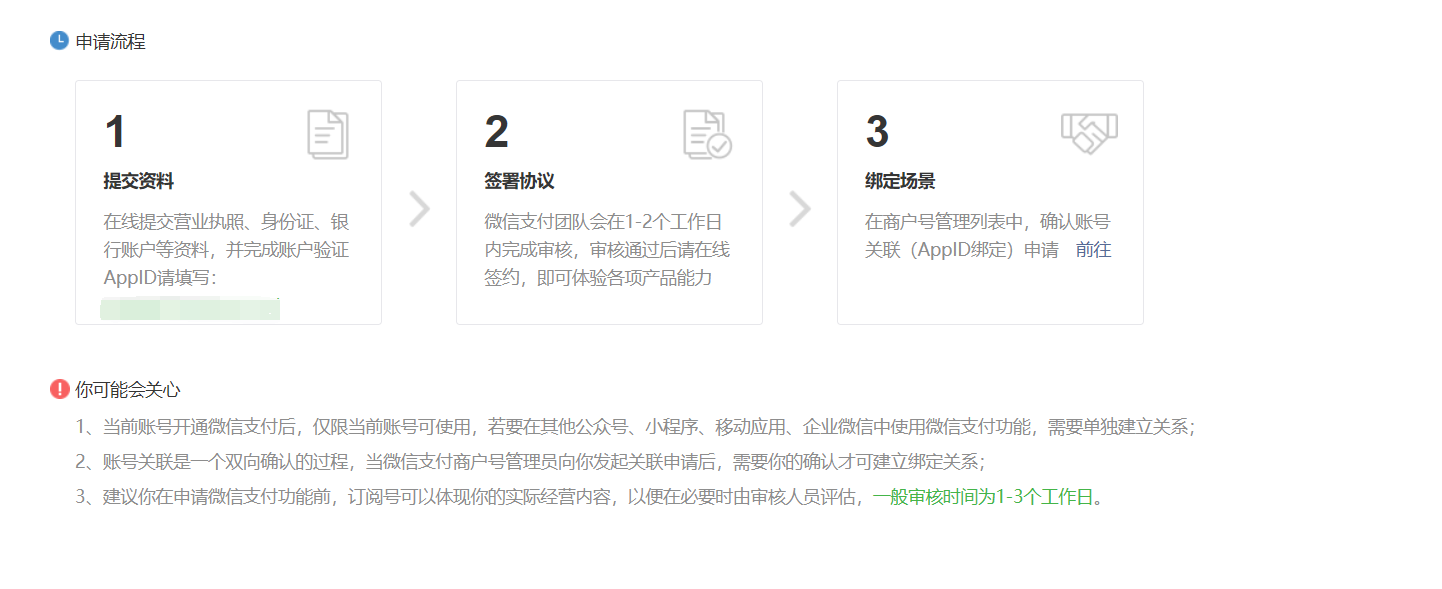 申请流程
1
提交资料
在线提交营业执照、身份证、银
行账户等资料，并完成账户验证
AppID请填写：
2
签署协议
微信支付团队会在1-2个工作日
内完成审核，审核通过后请在线
签约，即可体验各项产品能力
3
绑定场景
在商户号管理列表中，确认账号
关联（AppID绑定）申请 前往
你可能会关心
1、当前账号开通微信支付后，仅限当前账号可使用，若要在其他公众号、小程序、移动应用、企业微信中使用微信支付功能，需要单独建立关系；
2、账号关联是一个双向确认的过程，当微信支付商户号管理员向你发起关联申请后，需要你的确认才可建立绑定关系；
3、建议你在申请微信支付功能前，订阅号可以体现你的实际经营内容，以便在必要时由审核人员评估，一般审核时间为1-3个工作日。